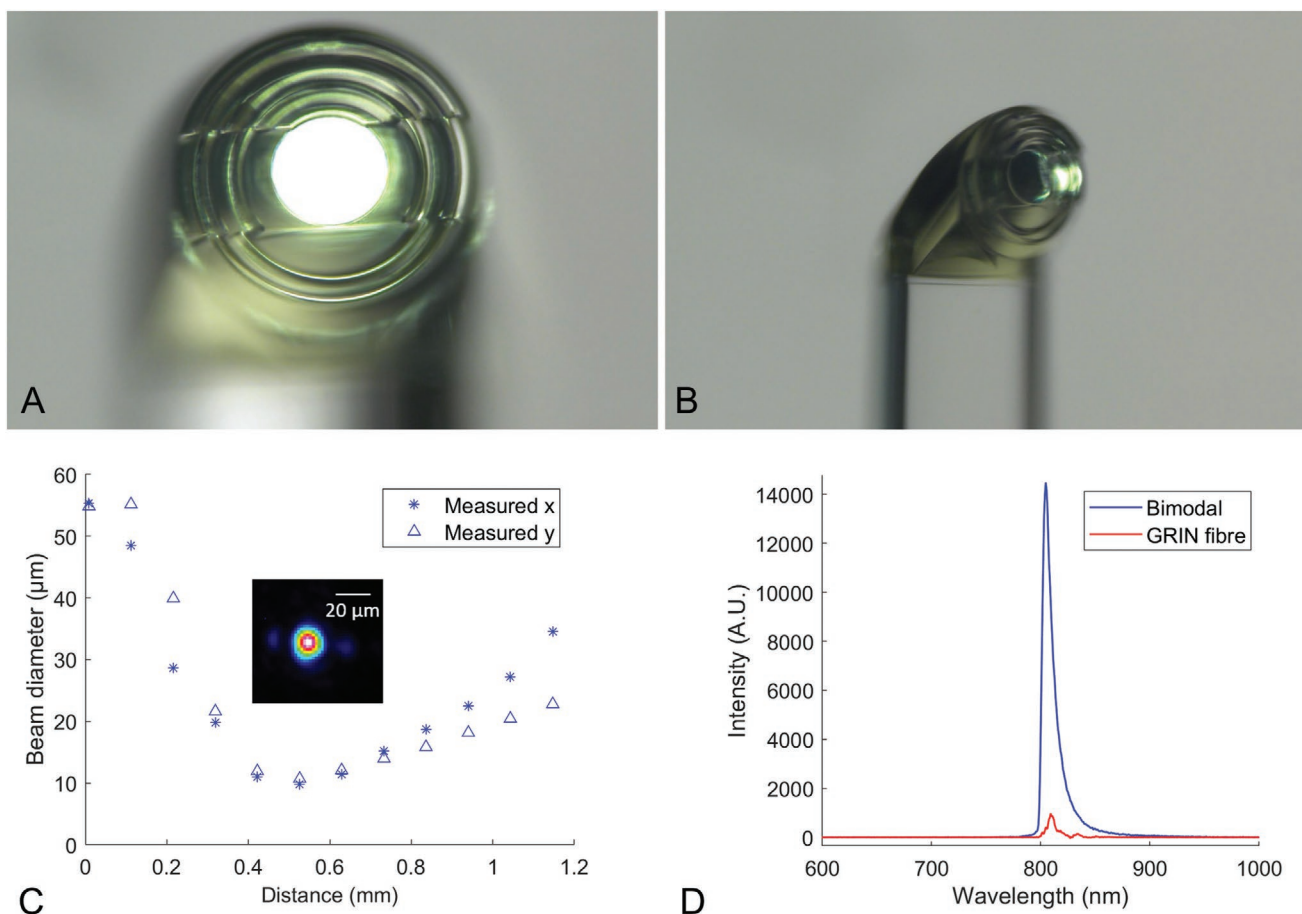 A
B
60
50
40
30
20
10
0
Beam diameter (µm)
Measured x
Measured y
20 µm
0
0.2
0.4
0.6
0.8
1
1.2
Distance (mm)
C
14000
12000
10000
8000
6000
4000
2000
0
Intensity (A.U.)
Bimodal
GRIN fibre
600
700
800
900
1000
Wavelength (nm)
D